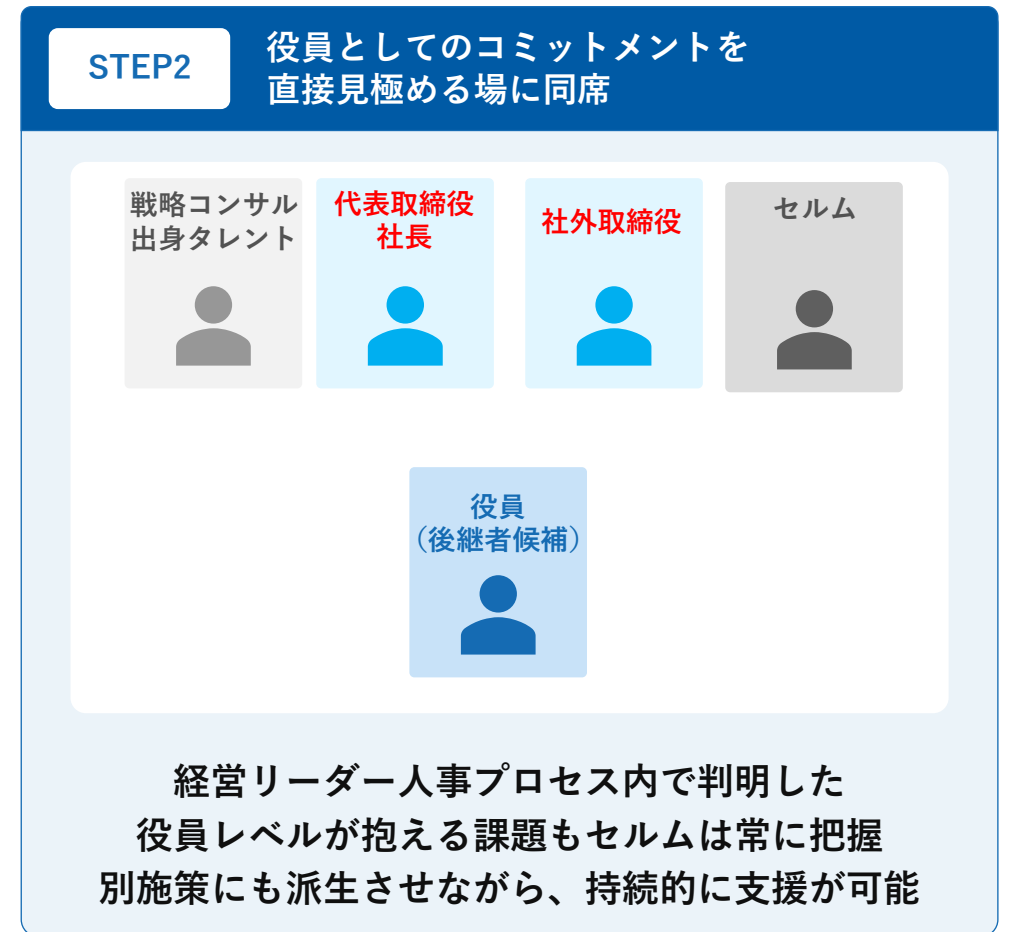 STEP2
役員としてのコミットメントを
直接見極める場に同席
戦略コンサル
出身タレント
代表取締役
社長
社外取締役
セルム
役員
（後継者候補）
経営リーダー人事プロセス内で判明した
役員レベルが抱える課題もセルムは常に把握
別施策にも派生させながら、持続的に支援が可能